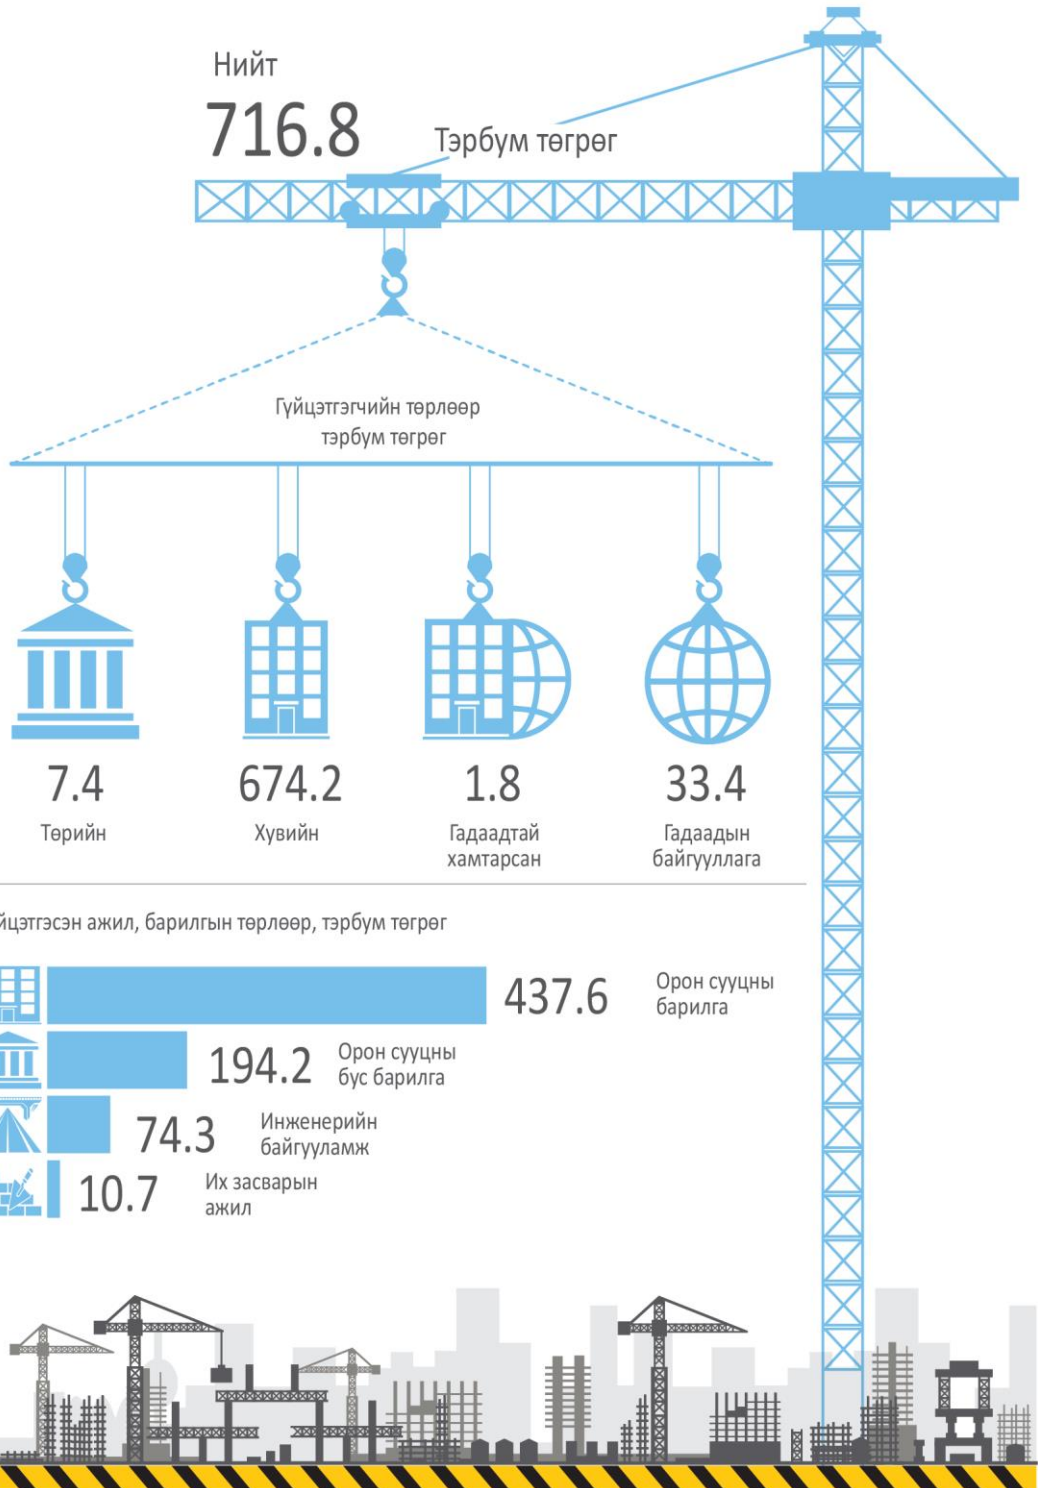 Нийт
716.8
Тэрбум төгрөг
Гүйцэтгэгчийн төрлөөр
тэрбум төгрөг
7.4
674.2
1.8
33.4
Төрийн
Хувийн
Гадаадтай
хамтарсан
Гадаадын
байгууллага
йцэтгэсэн ажил, барилгын төрлөөр, тэрбум төгрөг
437.6
Орон сууцны
барилга
194.2
Орон сууцны
бус барилга
74.3
Инженерийн
байгууламж
10.7
Их засварын
ажил